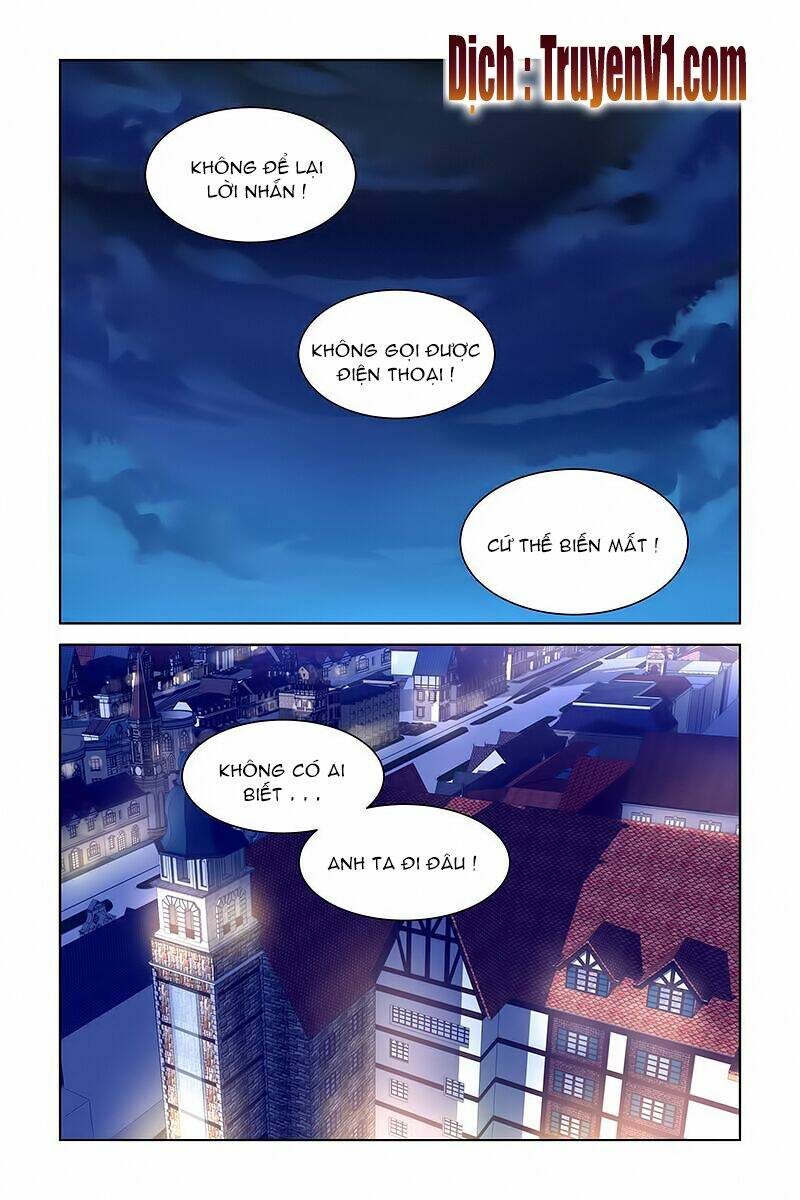 Dịch : TruyenV1.com
KHÔNG ĐỂ LẠI
LỜI NHẮN !
KHÔNG GỌI ĐƯỢC
ĐIỆN THOẠI !
CỨ THẾ BIẾN MẤT !
KHÔNG CÓ AI
BIẾT . . .
ANH TA ĐI ĐÂU !